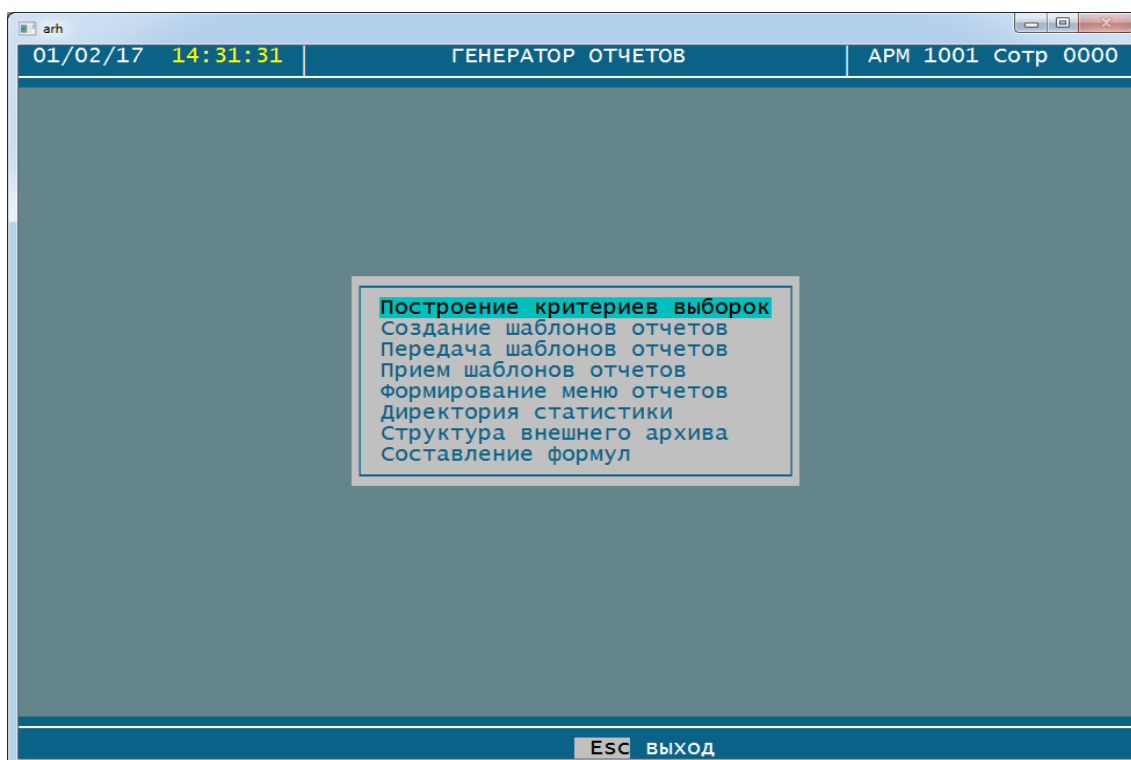 arh
01/02/17 14:31:31 ГЕНЕРАТОР ОТЧЕТОВ АРМ 1001 Сотр 0000
Построение критериев выборок
Создание шаблонов отчетов
Передача шаблонов отчетов
Прием шаблонов отчетов
Формирование меню отчетов
Директория статистики
Структура внешнего архива
Составление формул
Esc выход